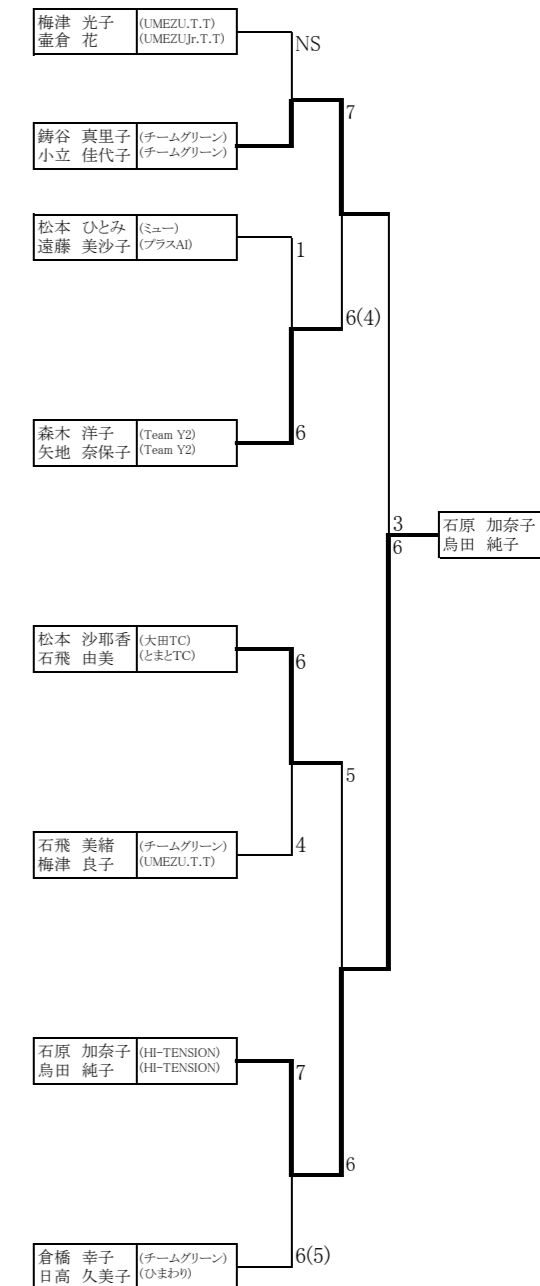 梅津 光子 (UMEZU.T.T)
壷倉 花 (UMEZUJr.T.T)
NS
7
鋳谷 真里子 (チームグリーン)
小立 佳代子 (チームグリーン)
松本 ひとみ (ミュー)
遠藤 美沙子 (プラスAI)
1
6(4)
森木 洋子 (Team Y2)
矢地 奈保子 (Team Y2)
6
3
石原 加奈子
6
烏田 純子
松本 沙耶香 (大田TC)
石飛 由美 (とまとTC)
6
5
石飛 美緒 (チームグリーン)
梅津 良子 (UMEZU.T.T)
4
石原 加奈子 (HI-TENSION)
烏田 純子 (HI-TENSION)
7
6
6(5)
倉橋 幸子 (チームグリーン)
日高 久美子 (ひまわり)